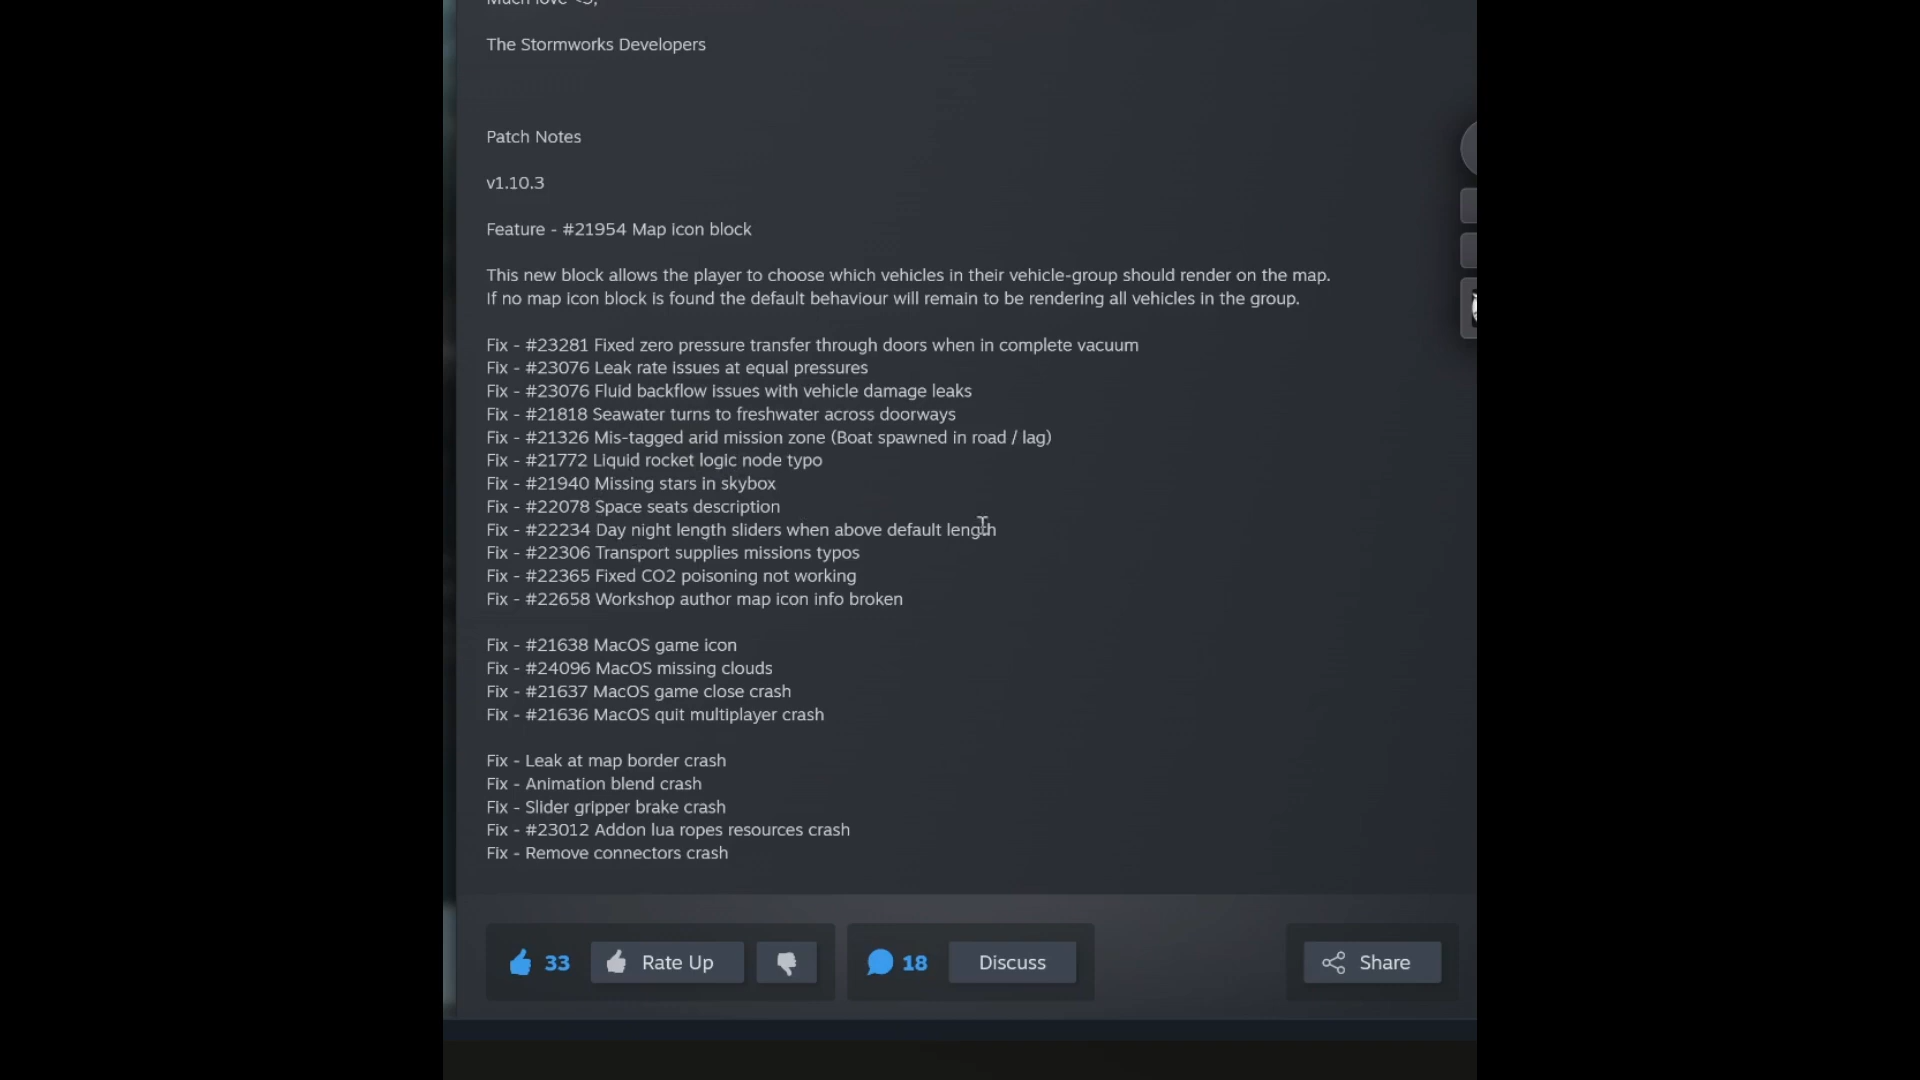 Much love <3,
The Stormworks Developers
Patch Notes
v1.10.3
Feature - #21954 Map icon block
This new block allows the player to choose which vehicles in their vehicle-group should render on the map.
If no map icon block is found the default behaviour will remain to be rendering all vehicles in the group.
Fix - #23281 Fixed zero pressure transfer through doors when in complete vacuum
Fix - #23076 Leak rate issues at equal pressures
Fix - #23076 Fluid backflow issues with vehicle damage leaks
Fix - #21818 Seawater turns to freshwater across doorways
Fix - #21326 Mis-tagged arid mission zone (Boat spawned in road / lag)
Fix - #21772 Liquid rocket logic node typo
Fix - #21940 Missing stars in skybox
Fix - #22078 Space seats description
Fix - #22234 Day night length sliders when above default length
Fix - #22306 Transport supplies missions typos
Fix - #22365 Fixed CO2 poisoning not working
Fix - #22658 Workshop author map icon info broken
Fix - #21638 MacOS game icon
Fix - #24096 MacOS missing clouds
Fix - #21637 MacOS game close crash
Fix - #21636 MacOS quit multiplayer crash
Fix - Leak at map border crash
Fix - Animation blend crash
Fix - Slider gripper brake crash
Fix - #23012 Addon lua ropes resources crash
Fix - Remove connectors crash
33 Rate Up 18 Discuss Share